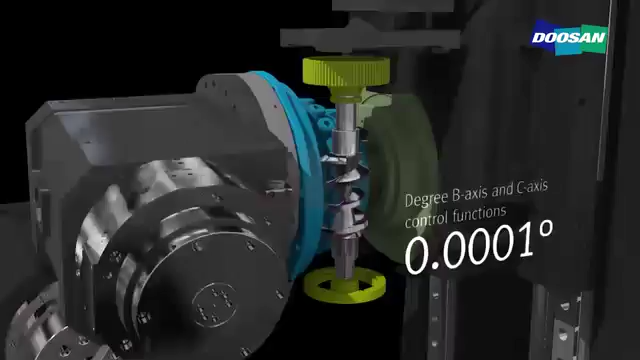 DOOSAN
Degree B-axis and C-axis
control functions
0.0001°